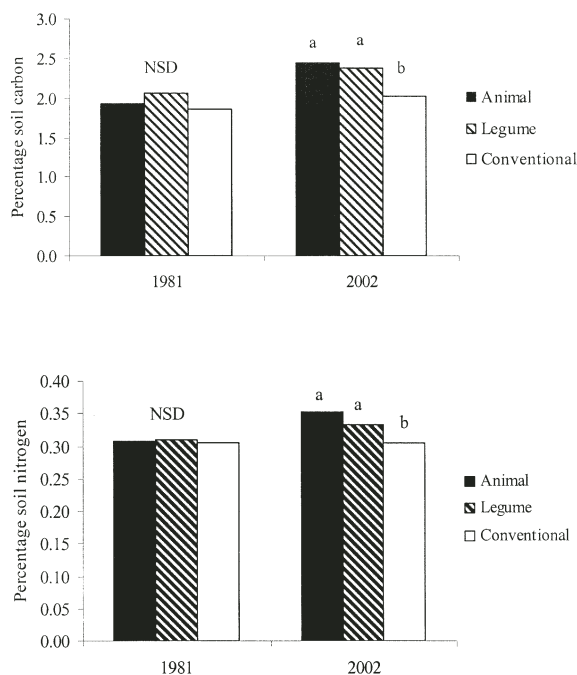 Percentage soil carbon
3.0
2.5
2.0
1.5
1.0
0.5
0.0
NSD
a a
b
1981 2002
Animal
Legume
Conventional
Percentage soil nitrogen
0.40
0.35
0.30
0.25
0.20
0.15
0.10
0.05
0.00
NSD
a a
b
1981 2002
Animal
Legume
Conventional